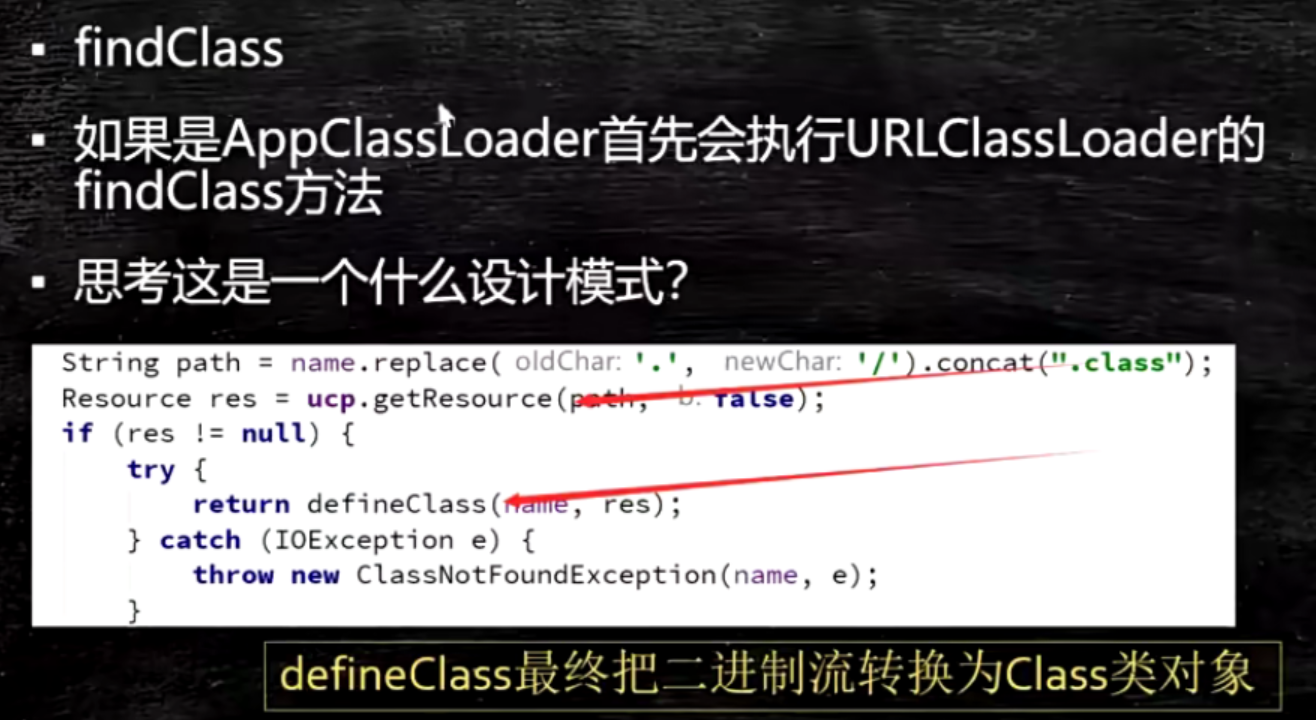 findClass
如果是AppClassLoader首先会执行URLClassLoader的
findClass方法
思考这是一个什么设计模式？
String path = name.replace( oldChar: '.', newChar: '/').concat(".class");
Resource res = ucp.getResource(path, b: false);
if (res != null) {
try {
return defineClass(name, res);
} catch (IOException e) {
throw new ClassNotFoundException(name, e);
}
defineClass最终把二进制流转换为Class类对象